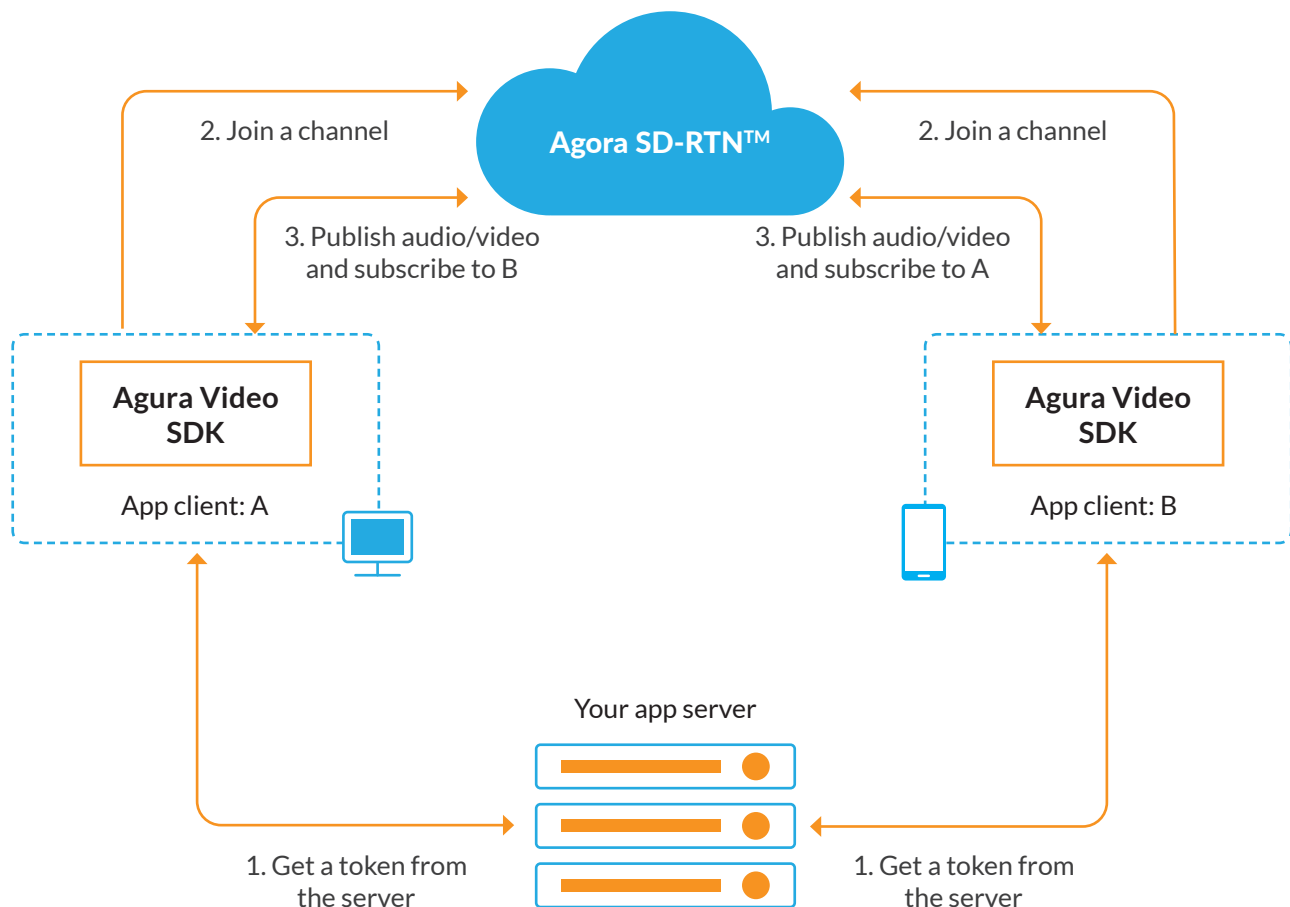 2. Join a channel
Agora SD-RTN™
2. Join a channel
3. Publish audio/video
and subscribe to B
3. Publish audio/video
and subscribe to A
Agura Video
SDK
App client: A
Agura Video
SDK
App client: B
Your app server
1. Get a token from
the server
1. Get a token from
the server